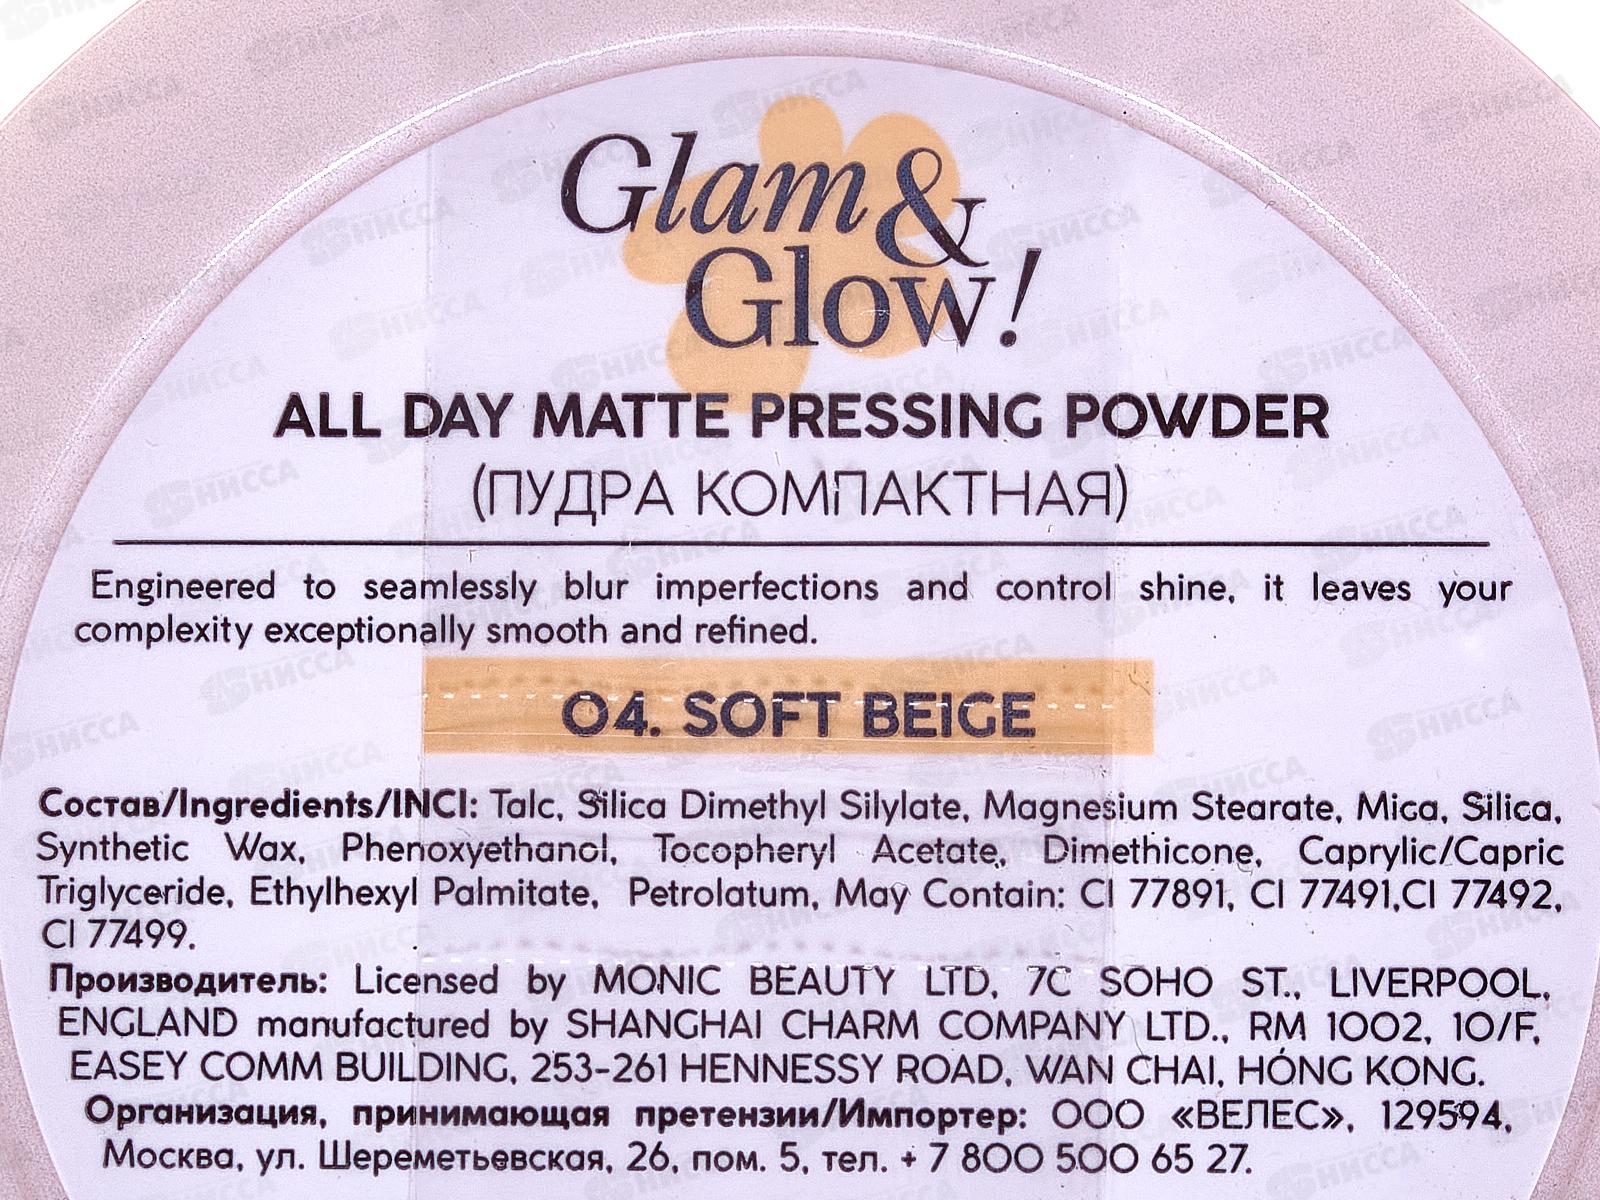 Glam &
Glow!
ALL DAY MATTE PRESSING POWDER
(ПУДРА КОМПАКТНАЯ)
Engineered to seamlessly blur imperfections and control shine, it leaves your
complexity exceptionally smooth and refined.
04. SOFT BEIGE
Состав/Ingredients/INCI: Talc, Silica Dimethyl Silylate, Magnesium Stearate, Mica, Silica,
Synthetic Wax, Phenoxyethanol, Tocopheryl Acetate, Dimethicone, Caprylic/Capric
Triglyceride, Ethylhexyl Palmitate, Petrolatum, May Contain: CI 77891, CI 77491,CI 77492,
CI 77499.
Производитель: Licensed by MONIC BEAUTY LTD, 7C SOHO ST., LIVERPOOL,
ENGLAND manufactured by SHANGHAI CHARM COMPANY LTD., RM 1002, 10/F,
EASEY COMM BUILDING, 253-261 HENNESSY ROAD, WAN CHAI, HONG KONG.
Организация, принимающая претензии/Импортер: ООО «ВЕЛЕС», 129594,
Москва, ул. Шереметьевская, 26, пом. 5, тел. + 7 800 500 65 27.